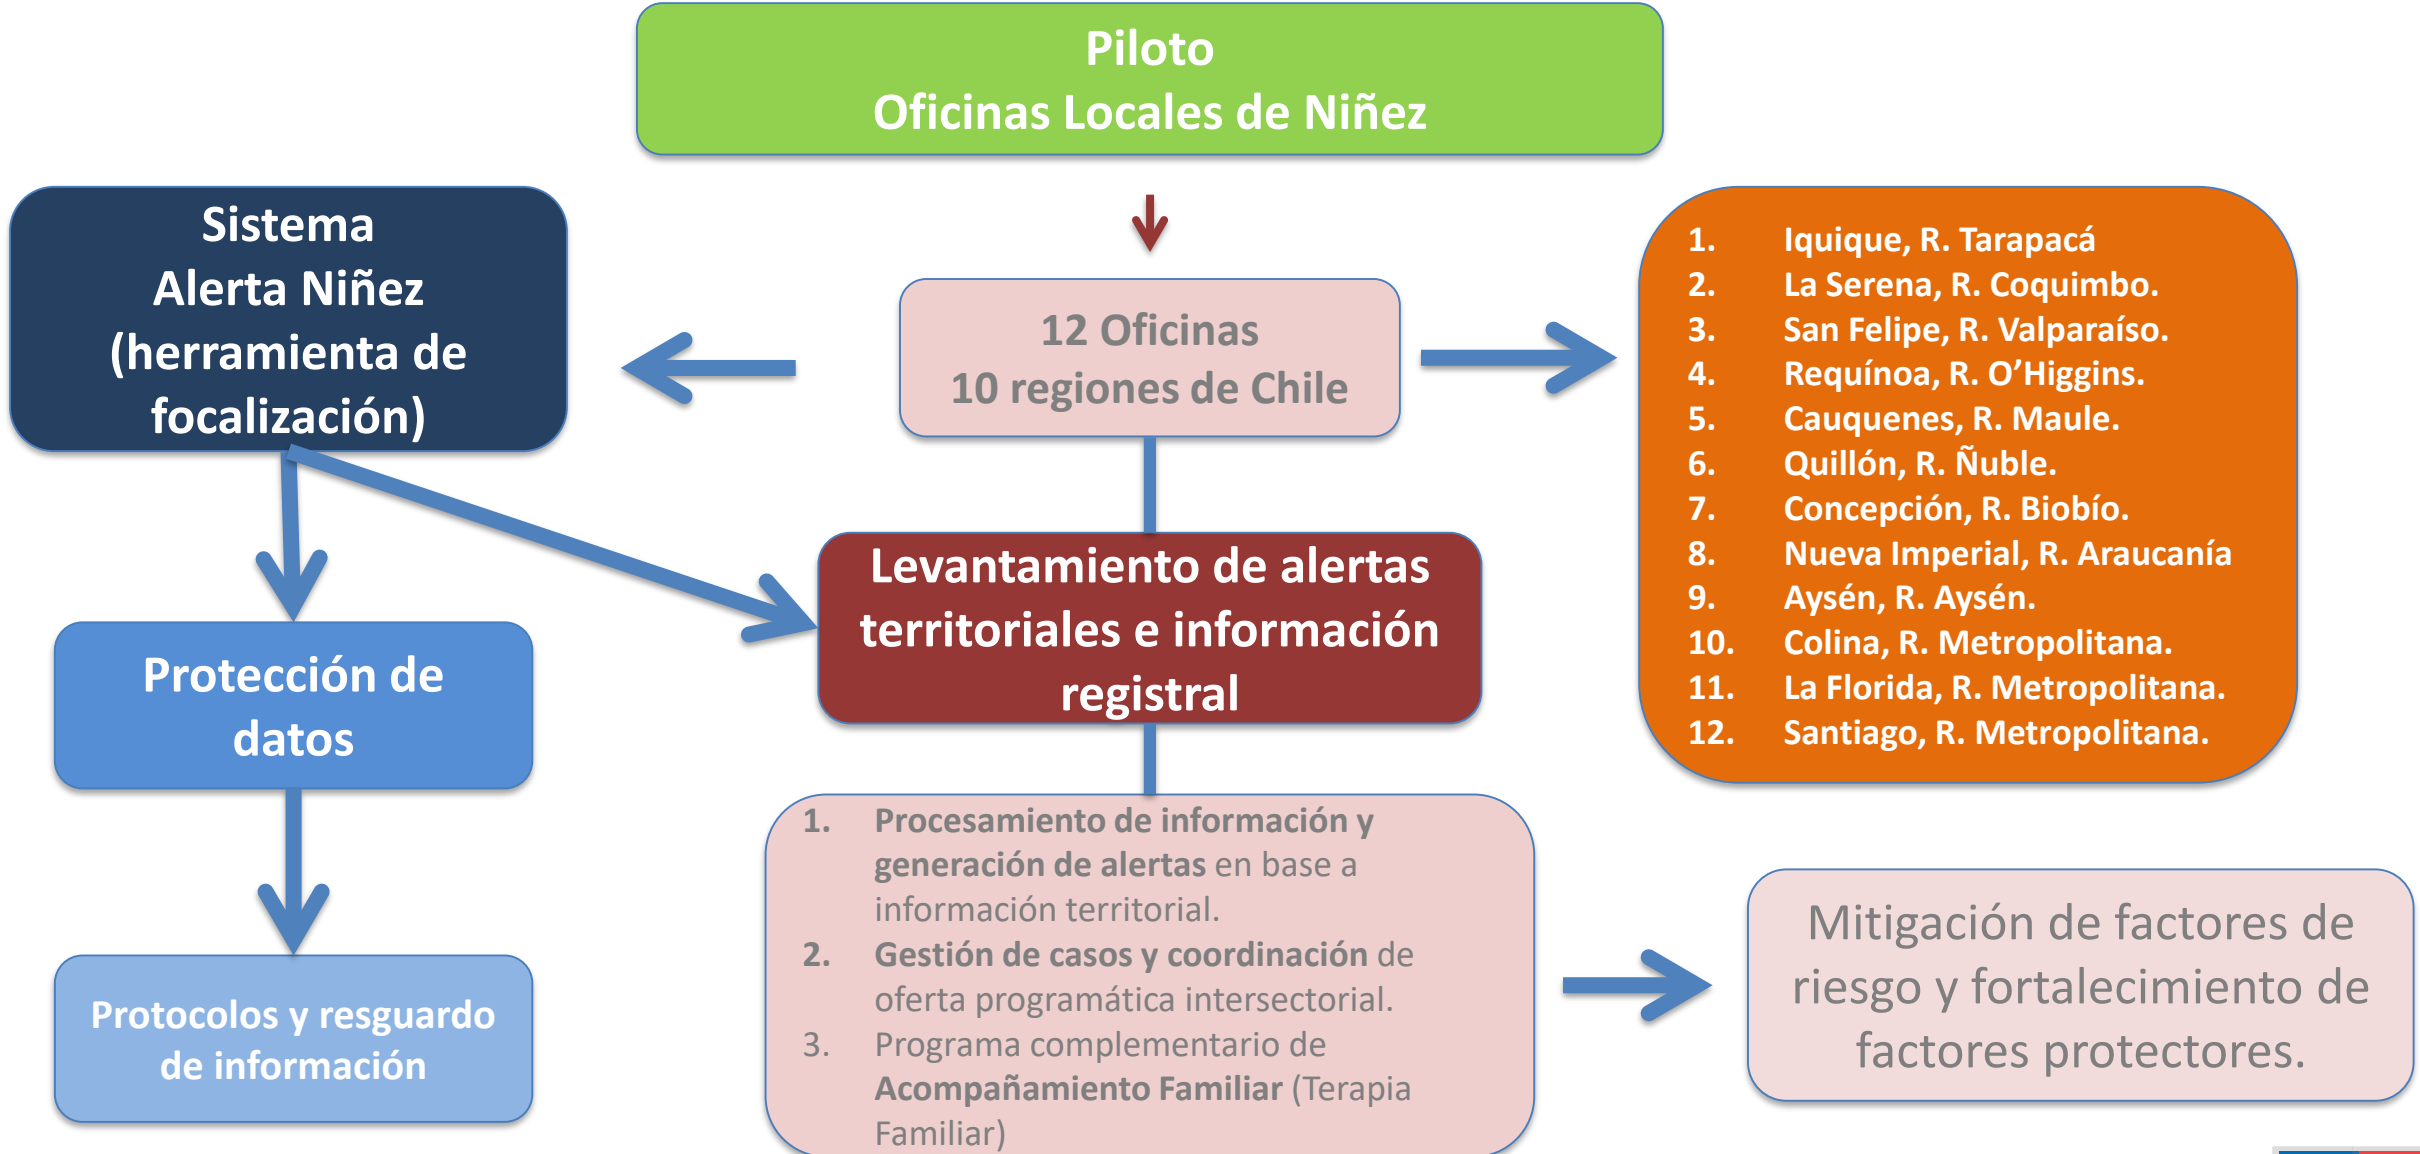 Piloto
Oficinas Locales de Niñez
Sistema
Alerta Niñez
(herramienta de
focalización)
12 Oficinas
10 regiones de Chile
1. Iquique, R. Tarapacá
2. La Serena, R. Coquimbo.
3. San Felipe, R. Valparaíso.
4. Requínoa, R. O’Higgins.
5. Cauquenes, R. Maule.
6. Quillón, R. Ñuble.
7. Concepción, R. Biobío.
8. Nueva Imperial, R. Araucanía
9. Aysén, R. Aysén.
10. Colina, R. Metropolitana.
11. La Florida, R. Metropolitana.
12. Santiago, R. Metropolitana.
Levantamiento de alertas
territoriales e información
registral
Protección de
datos
Protocolos y resguardo
de información
1. Procesamiento de información y
generación de alertas en base a
información territorial.
2. Gestión de casos y coordinación de
oferta programática intersectorial.
3. Programa complementario de
Acompañamiento Familiar (Terapia
Familiar)
Mitigación de factores de
riesgo y fortalecimiento de
factores protectores.